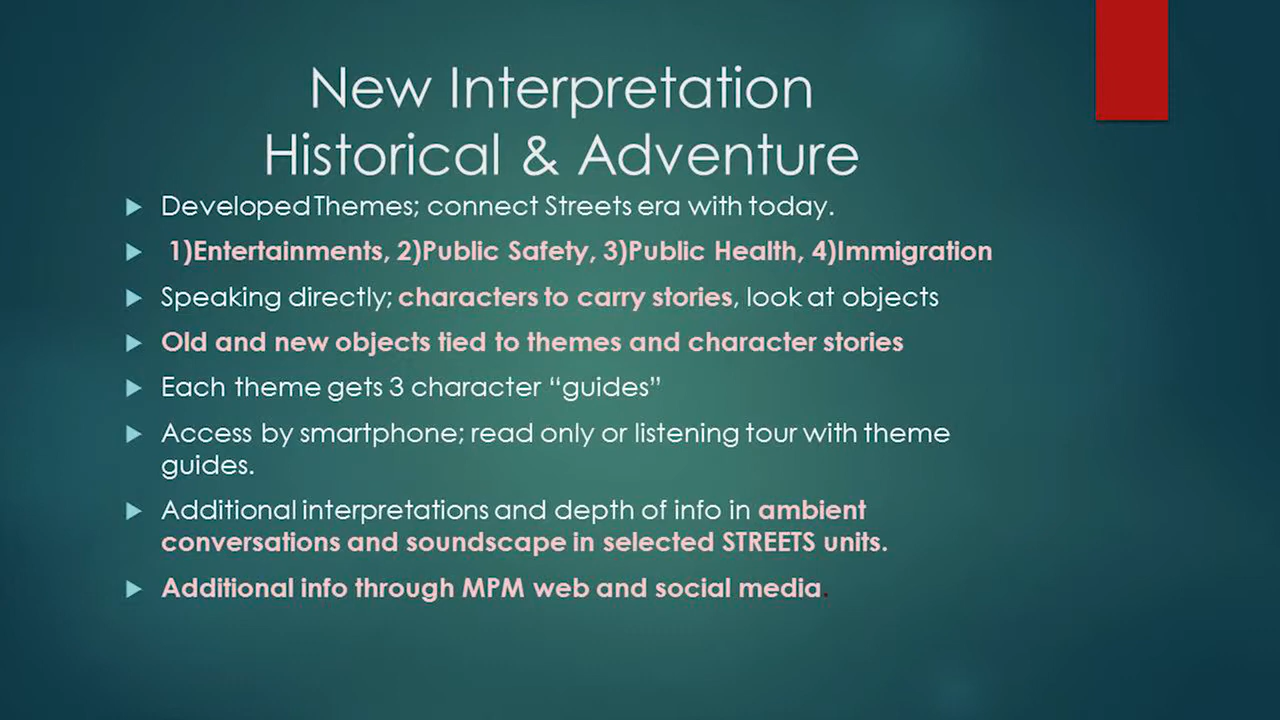 New Interpretation
Historical & Adventure
Developed Themes; connect Streets era with today.
1)Entertainments, 2)Public Safety, 3)Public Health, 4)Immigration
Speaking directly; characters to carry stories, look at objects
Old and new objects tied to themes and character stories
Each theme gets 3 character “guides”
Access by smartphone; read only or listening tour with theme
guides.
Additional interpretations and depth of info in ambient
conversations and soundscape in selected STREETS units.
Additional info through MPM web and social media.